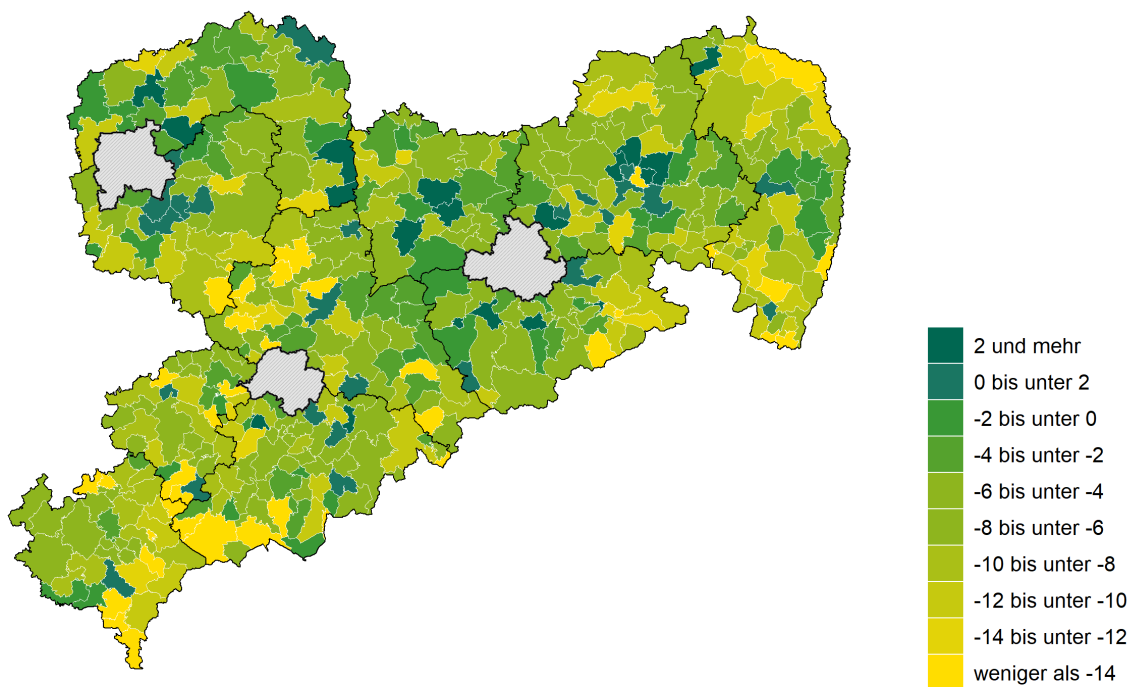 2 und mehr
0 bis unter 2
-2 bis unter 0
-4 bis unter -2
-6 bis unter -4
-8 bis unter -6
-10 bis unter -8
-12 bis unter -10
-14 bis unter -12
weniger als -14